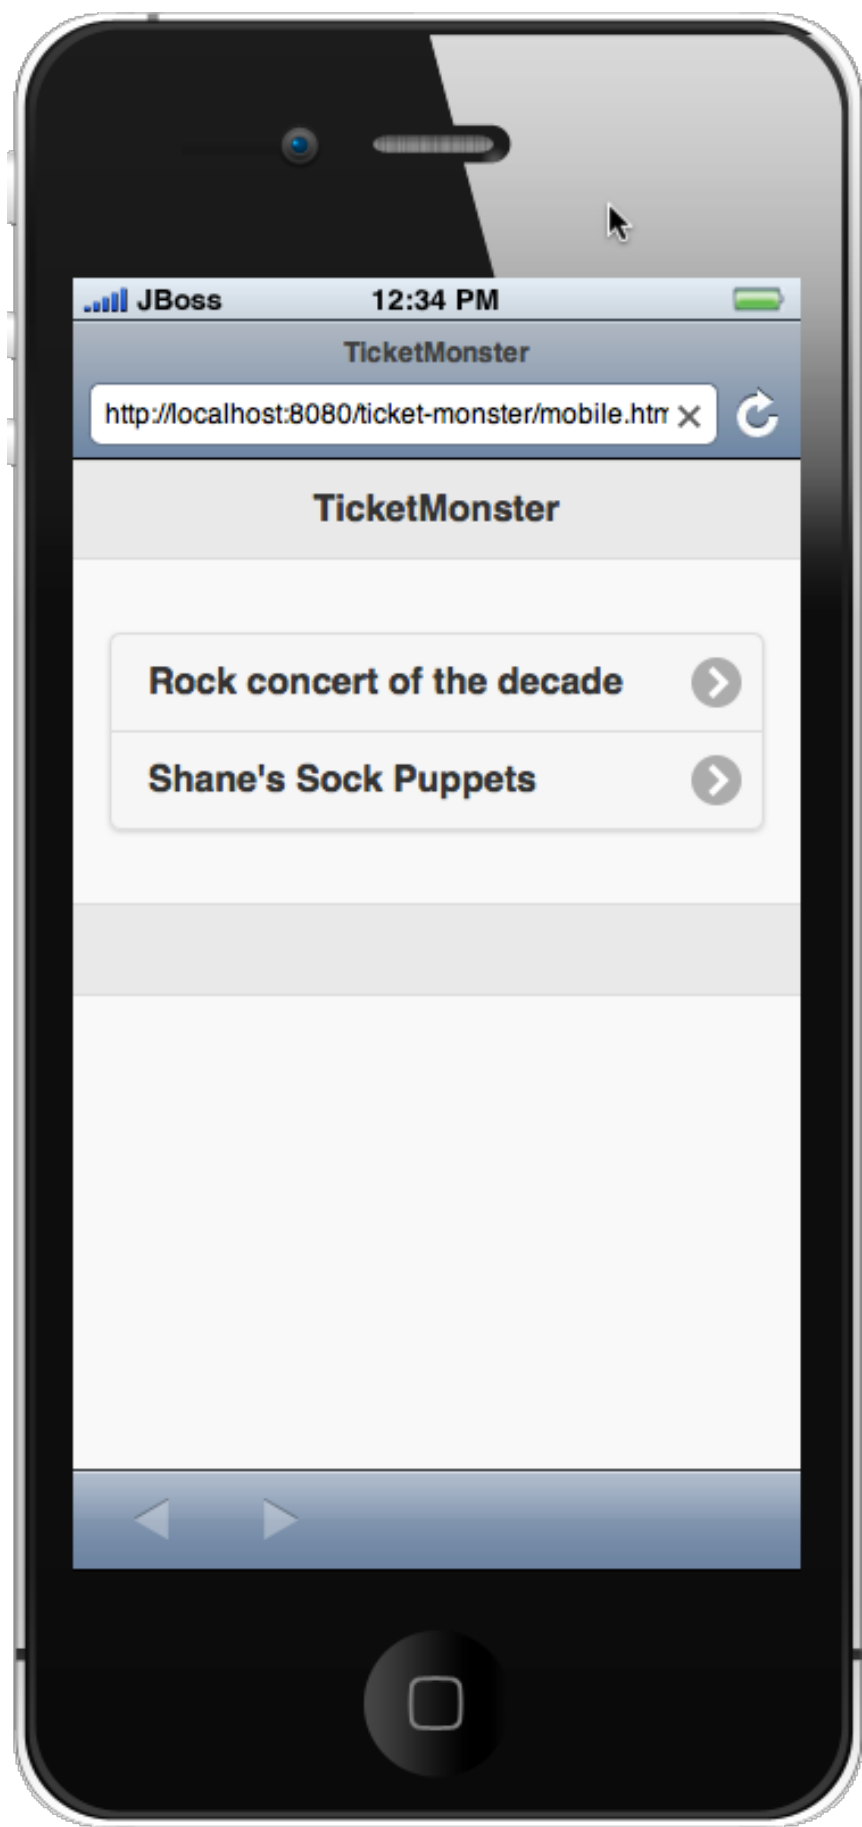 JBoss 12:34 PM
TicketMonster
http://localhost:8080/ticket-monster/mobile.htm
TicketMonster
Rock concert of the decade
Shane's Sock Puppets